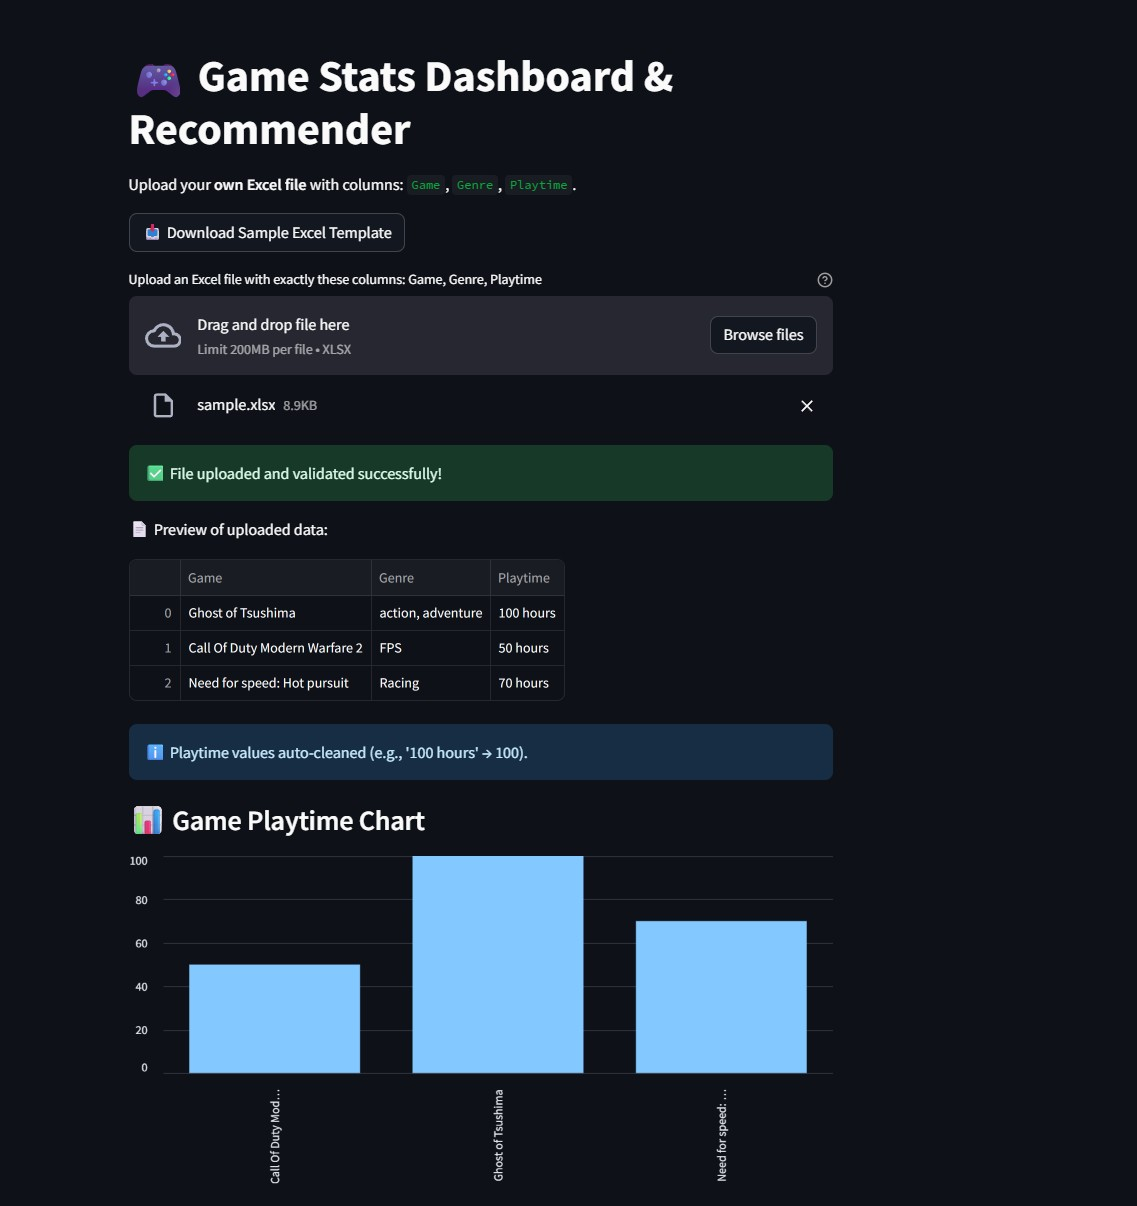 Game Stats Dashboard &
Recommender
Upload your own Excel file with columns: Game, Genre, Playtime.
Download Sample Excel Template
Upload an Excel file with exactly these columns: Game, Genre, Playtime
Drag and drop file here
Browse files
Limit 200MB per file • XLSX
sample.xlsx 8.9KB
File uploaded and validated successfully!
Preview of uploaded data:
Game Genre Playtime
0 Ghost of Tsushima action, adventure 100 hours
1 Call Of Duty Modern Warfare 2 FPS 50 hours
2 Need for speed: Hot pursuit Racing 70 hours
Playtime values auto-cleaned (e.g., '100 hours' → 100).
Game Playtime Chart
100
80
60
40
20
0
Call Of Duty Mod…
Ghost of Tsushima
Need for speed: …